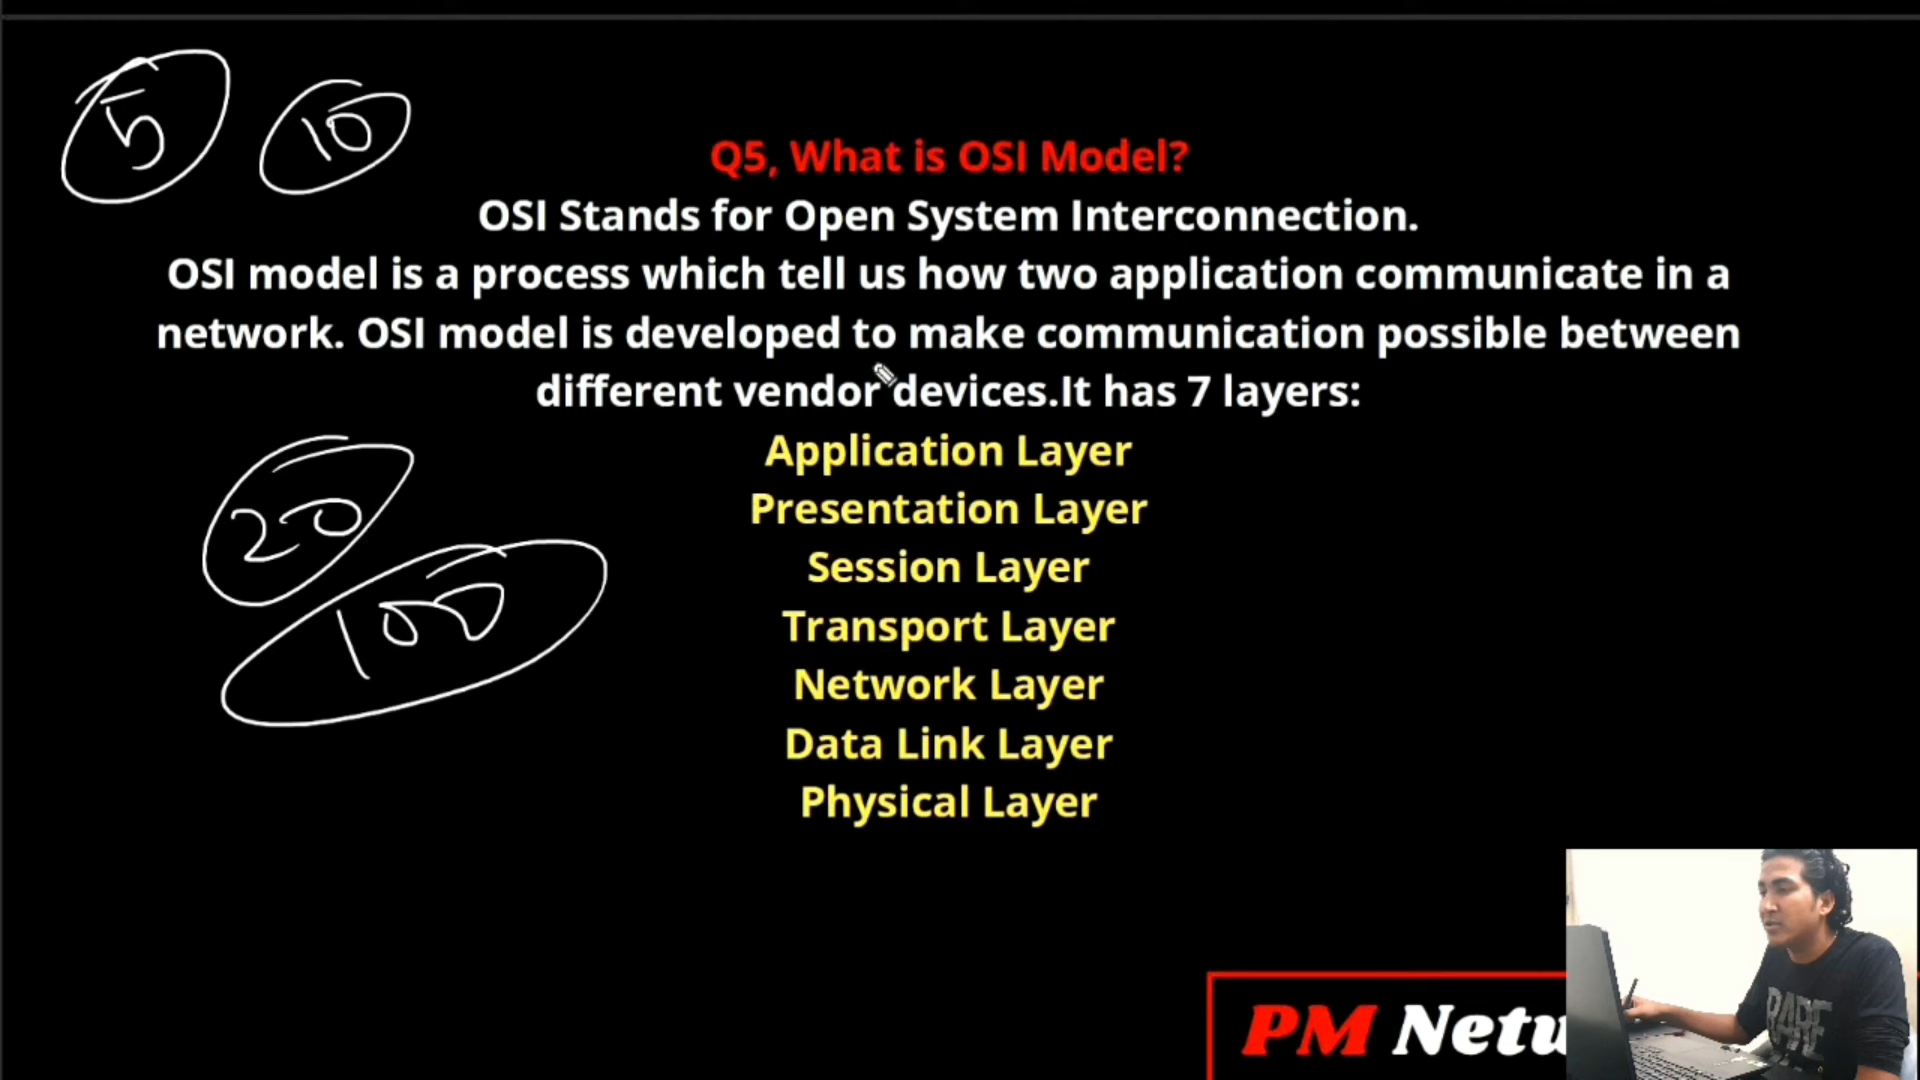 5
10
Q5, What is OSI Model?
OSI Stands for Open System Interconnection.
OSI model is a process which tell us how two application communicate in a
network. OSI model is developed to make communication possible between
different vendor devices.It has 7 layers:
Application Layer
Presentation Layer
20
Session Layer
100
Transport Layer
Network Layer
Data Link Layer
Physical Layer
PM Netw